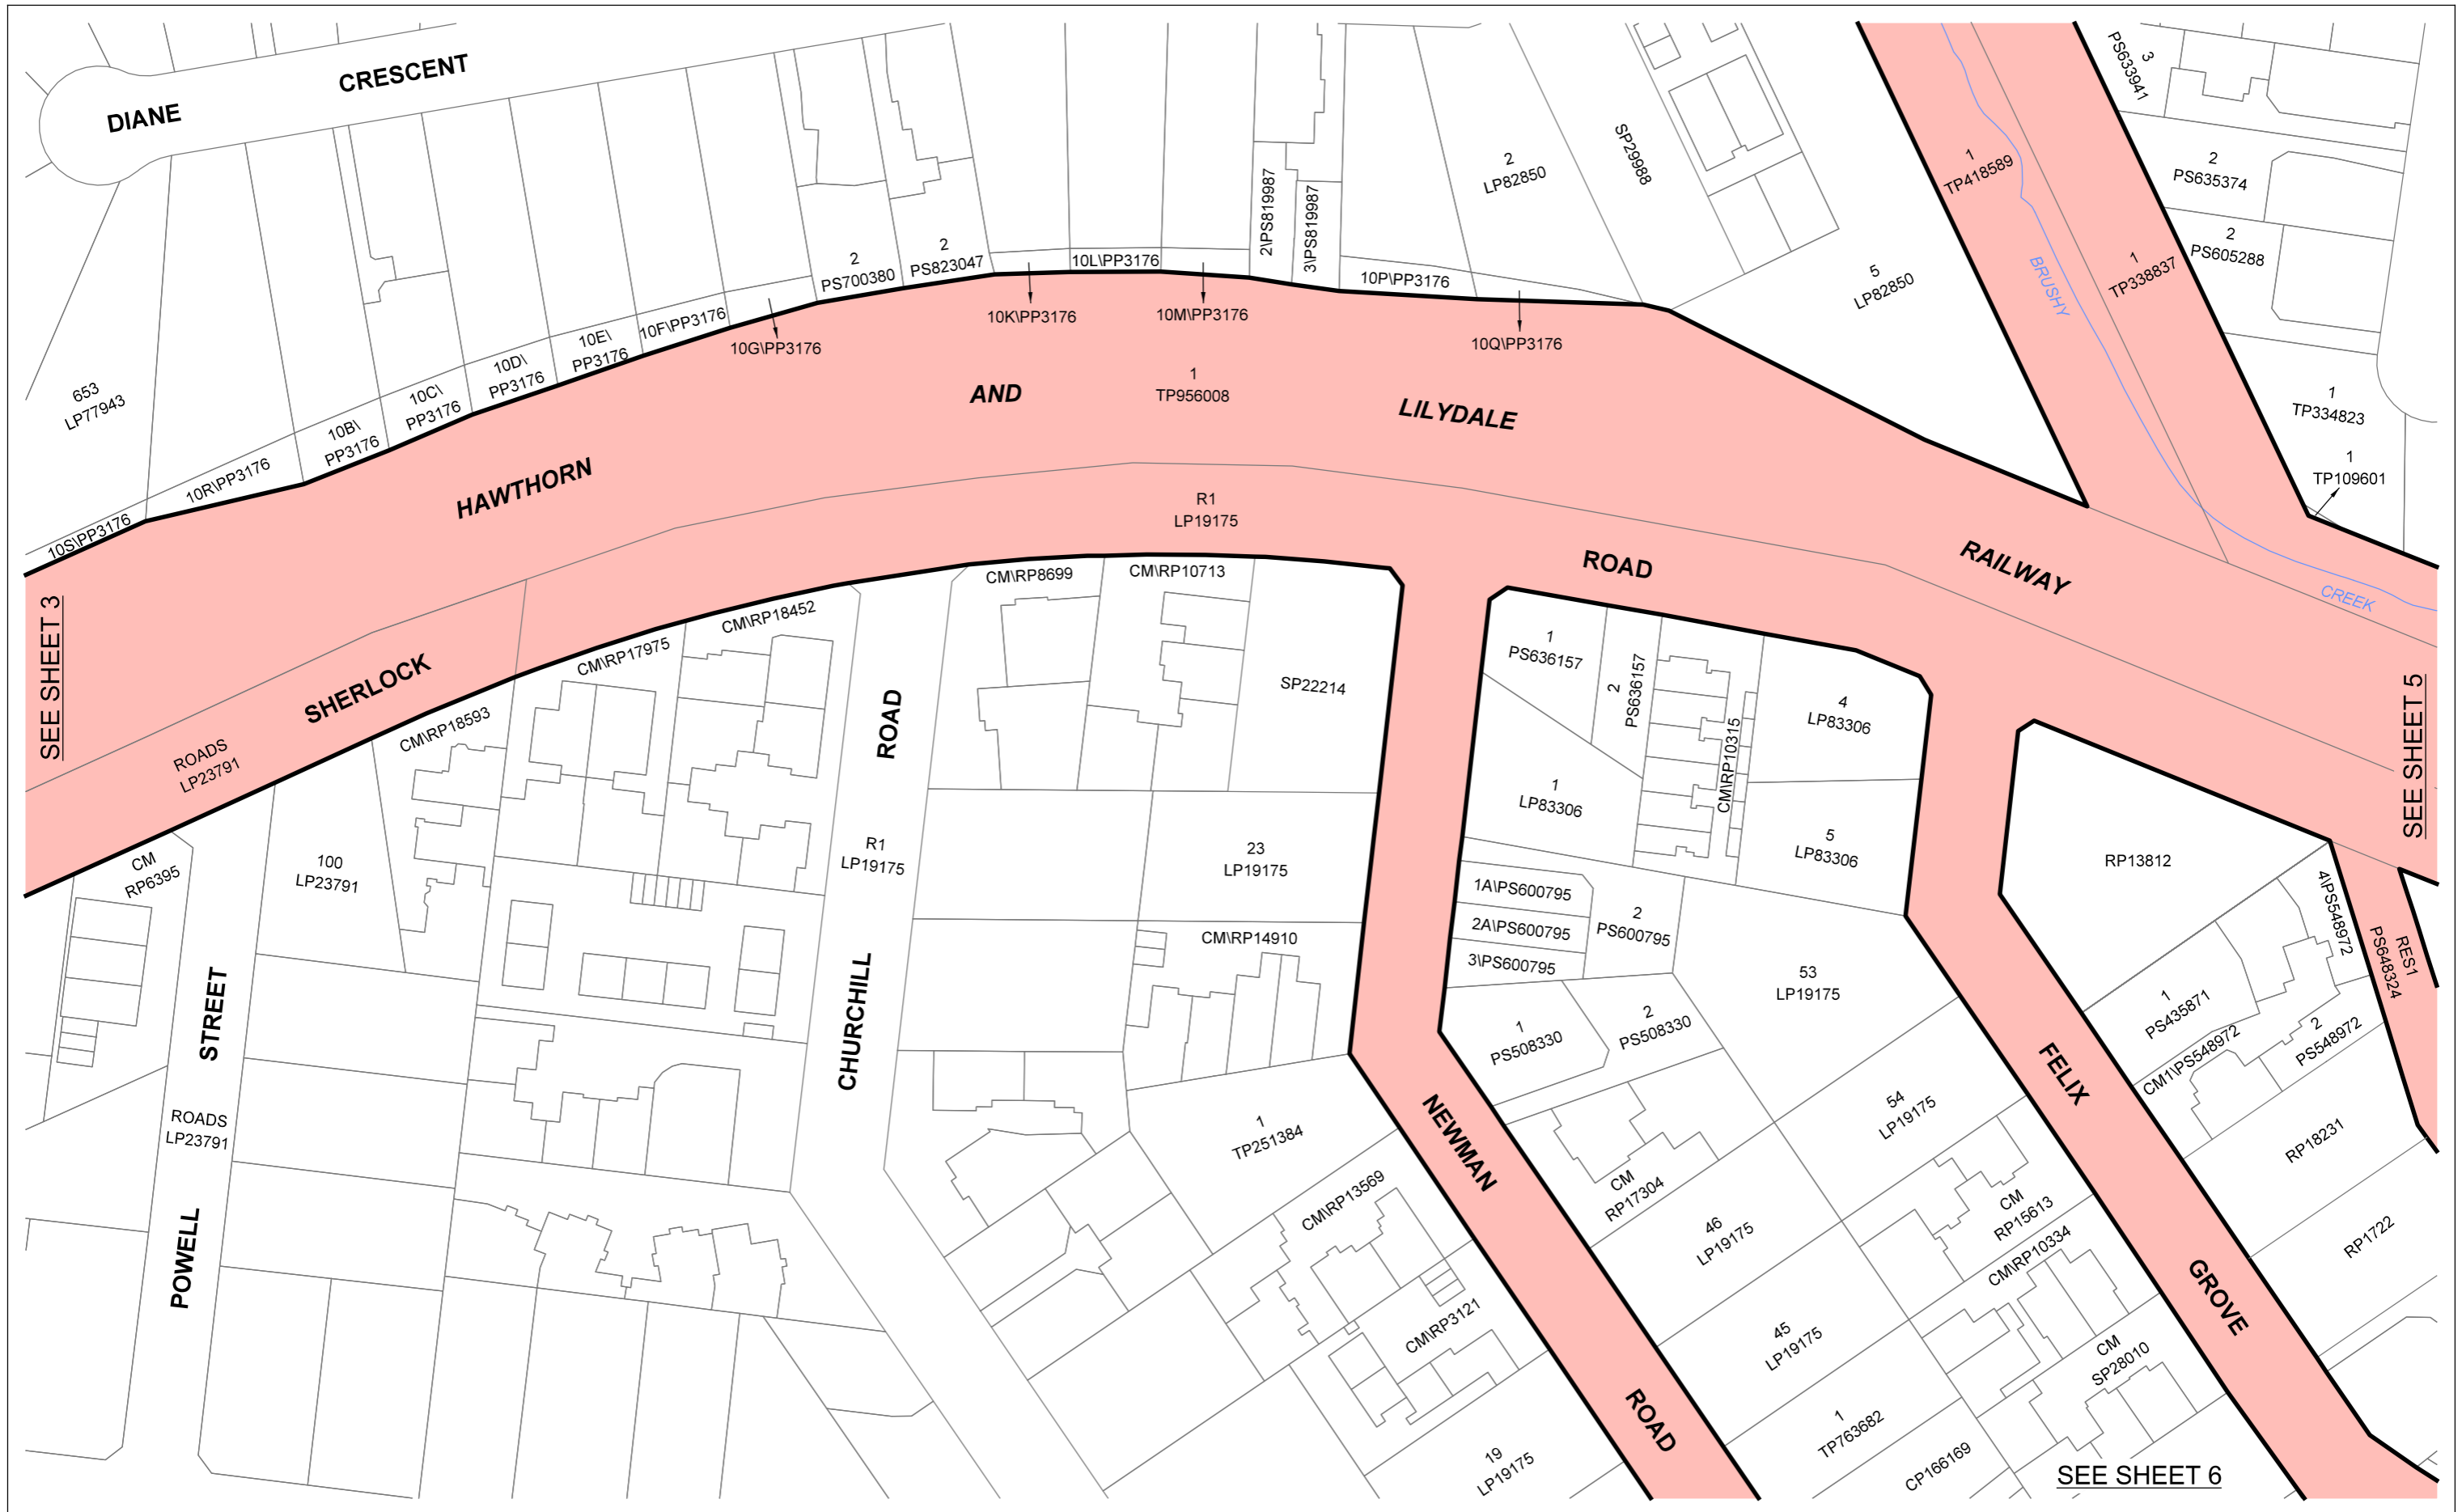 DIANE
CRESCENT
3
PS633941
2
PS635374
2
PS605288
1
TP418589
1
TP338837
BRUSHY
CREEK
2
LP82850
SP29988
5
LP82850
1
TP334823
1
TP109601
653
LP77943
10S\PP3176
10R\PP3176
10B\
PP3176
10C\
PP3176
10D\
PP3176
10E\
PP3176
10F\PP3176
10G\PP3176
2
PS700380
2
PS823047
10K\PP3176
10L\PP3176
10M\PP3176
2\PS819987
3\PS819987
10P\PP3176
10Q\PP3176
HAWTHORN
AND
LILYDALE
RAILWAY
1
TP956008
R1
LP19175
SHERLOCK
ROAD
SEE SHEET 3
SEE SHEET 5
ROADS
LP23791
CM\RP18593
CM\RP17975
CM\RP18452
CM\RP8699
CM\RP10713
SP22214
CM
RP6395
100
LP23791
ROAD
R1
LP19175
CHURCHILL
23
LP19175
CM\RP14910
STREET
ROADS
LP23791
POWELL
1
TP251384
CM\RP13569
CM\RP3121
19
LP19175
1
PS636157
2
PS636157
CM\RP10315
4
LP83306
1
LP83306
5
LP83306
1A\PS600795
2A\PS600795
3\PS600795
2
PS600795
53
LP19175
1
PS508330
2
PS508330
NEWMAN
ROAD
CM
RP17304
54
LP19175
46
LP19175
45
LP19175
CM
RP15613
CM\RP10334
CM
SP28010
1
TP763682
CP166169
FELIX
GROVE
RP13812
4\PS548972
RES1
PS648324
1
PS435871
CM1\PS548972
2
PS548972
RP18231
RP1722
SEE SHEET 6